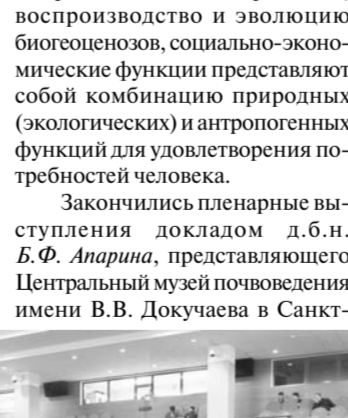 воспроизводство и эволюцию
биогеоценозов, социально-эконо-
мические функции представляют
собой комбинацию природных
(экологических) и антропогенных
функций для удовлетворения по-
требностей человека.
Закончились пленарные вы-
ступления докладом д.б.н.
Б.Ф. Апарина, представляющего
Центральный музей почвоведения
имени В.В. Докучаева в Санкт-